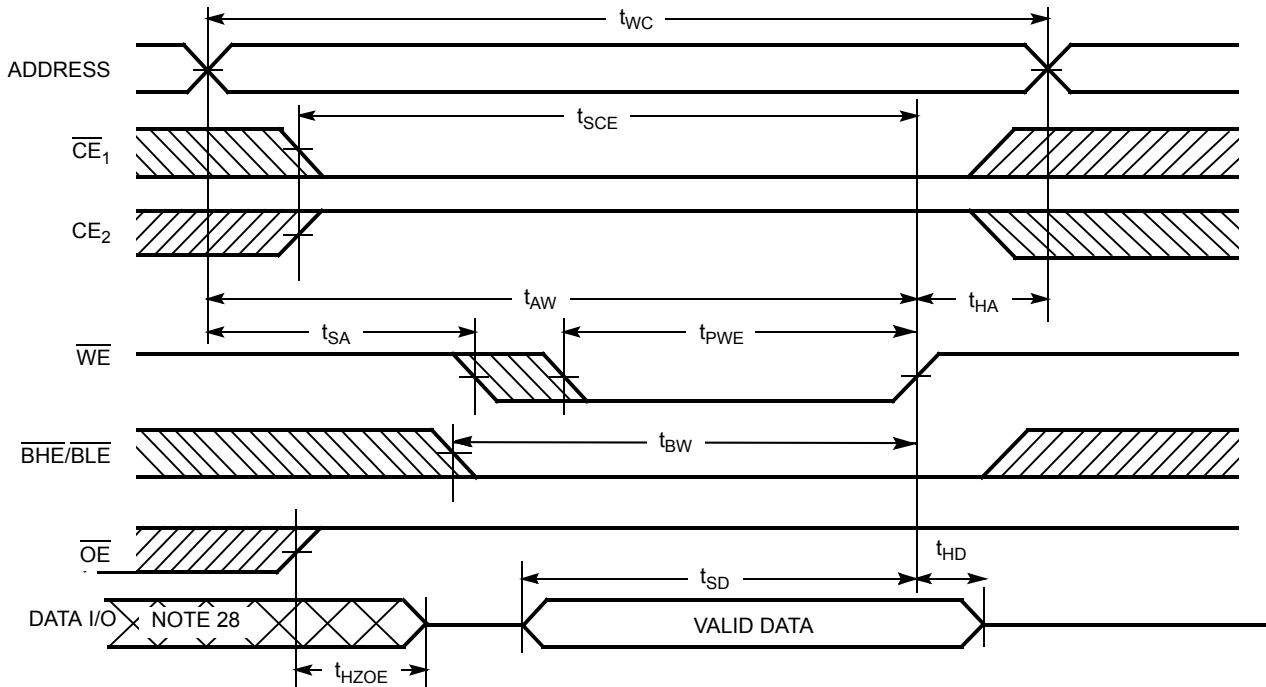 tWC
ADDRESS
tSCE
CE1
CE2
tAW
tHA
tSA
tPWE
WE
tBW
BHE/BLE
OE
tHD
tSD
DATA I/O
NOTE 28
VALID DATA
tHZOE